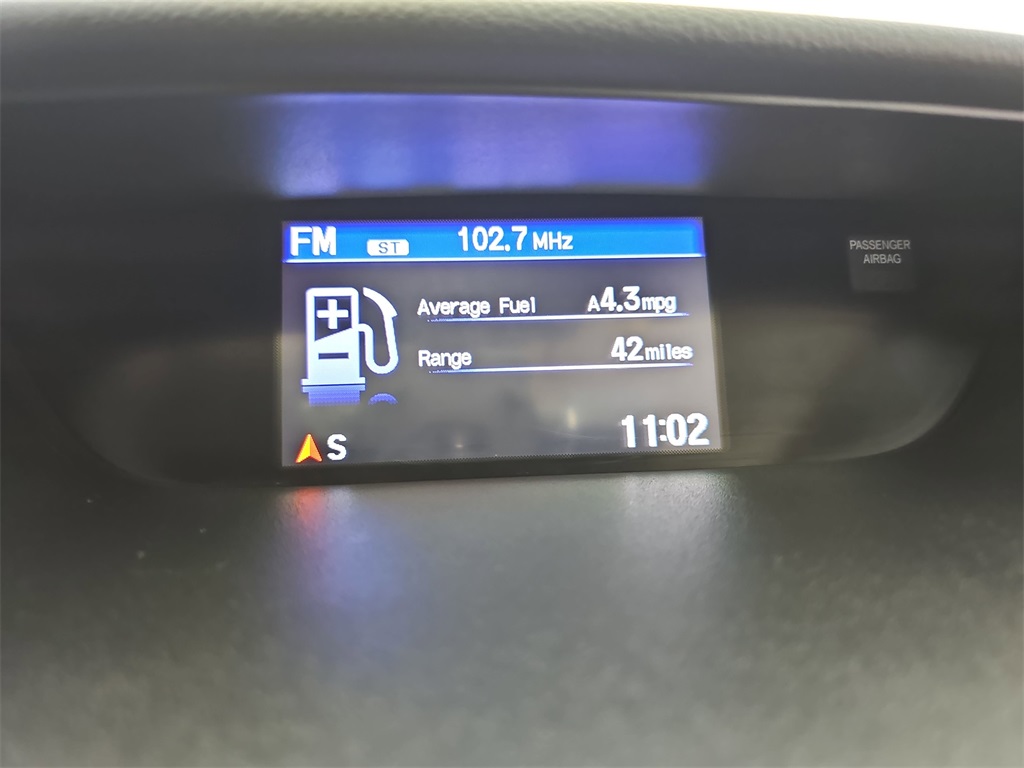 FM ST 102.7 MHz
PASSENGER
AIRBAG
Average Fuel A4.3mpg
Range 42miles
S 11:02